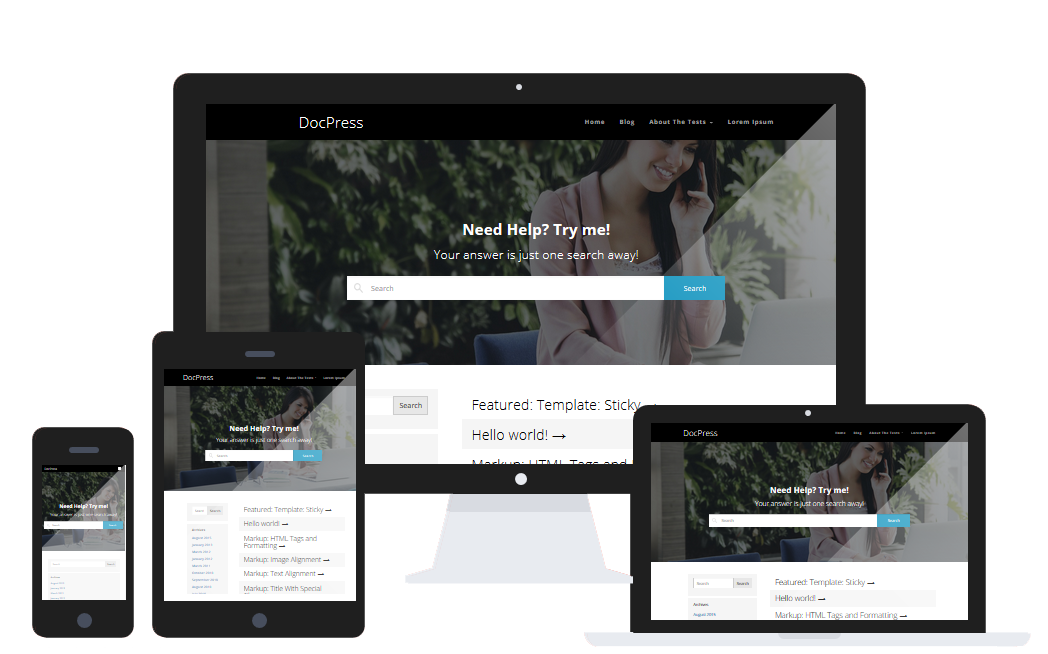 DocPress
Home Blog About The Tests Lorem Ipsum
Need Help? Try me!
Your answer is just one search away!
Search Search
Search
Featured: Template: Sticky
Hello world! →
Markup: HTML Tags and
DocPress
Home Blog About The Tests Lorem Ipsum
Need Help? Try me!
Your answer is just one search away!
Search Search
Search Search
Archives
August 2016
Featured: Template: Sticky →
Hello world! →
Markup: HTML Tags and
Formatting →
Markup: Image Alignment →
Markup: Text Alignment →
Markup: Title With Special
DocPress
Need Help? Try me!
Your answer is just one search away!
Search
Archives
DocPress
Home Blog About The Tests Lorem Ipsum
Need Help? Try me!
Your answer is just one search away!
Search Search
Search Search
Archives
August 2016
Featured: Template: Sticky →
Hello world! →
Markup: HTML Tags and Formatting →